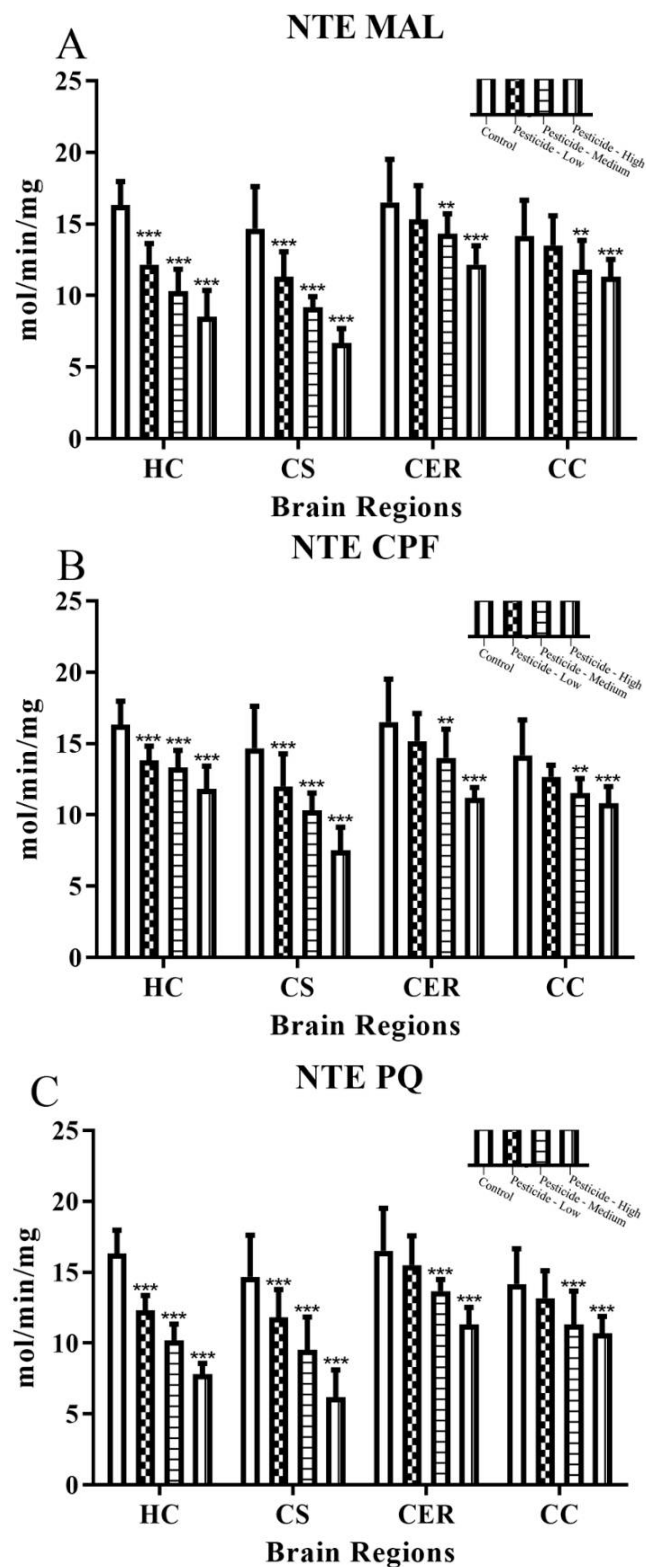 A
NTE MAL
25
20
15
10
5
0
mol/min/mg
Control
Pesticide - Low
Pesticide - Medium
Pesticide - High
*** *** ***
*** *** ***
** ***
** ***
HC CS CER CC
Brain Regions
B
NTE CPF
25
20
15
10
5
0
mol/min/mg
Control
Pesticide - Low
Pesticide - Medium
Pesticide - High
*** *** ***
*** *** ***
** ***
** ***
HC CS CER CC
Brain Regions
C
NTE PQ
25
20
15
10
5
0
mol/min/mg
Control
Pesticide - Low
Pesticide - Medium
Pesticide - High
*** *** ***
*** *** ***
*** ***
*** ***
HC CS CER CC
Brain Regions